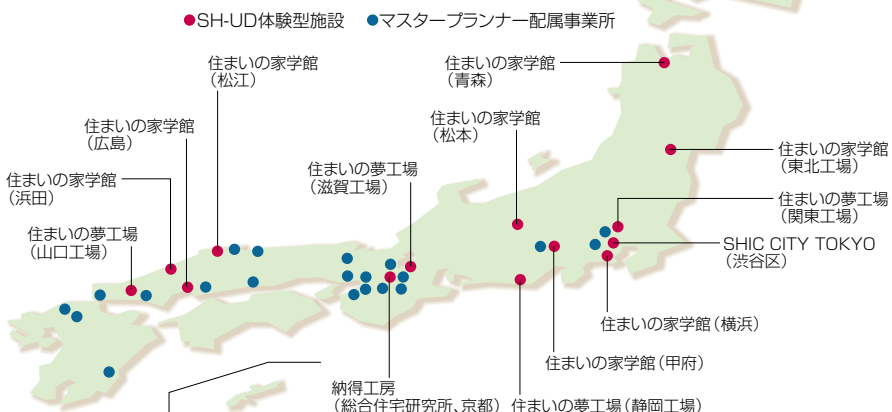 ●SH-UD体験型施設 ●マスタープランナー配属事業所
住まいの家学館
（松江）
住まいの家学館
（青森）
住まいの家学館
（広島）
住まいの家学館
（松本）
住まいの家学館
（東北工場）
住まいの夢工場
（滋賀工場）
住まいの家学館
（浜田）
住まいの夢工場
（関東工場）
住まいの夢工場
（山口工場）
SHIC CITY TOKYO
（渋谷区）
住まいの家学館（横浜）
住まいの家学館（甲府）
納得工房
（総合住宅研究所、京都）
住まいの夢工場（静岡工場）